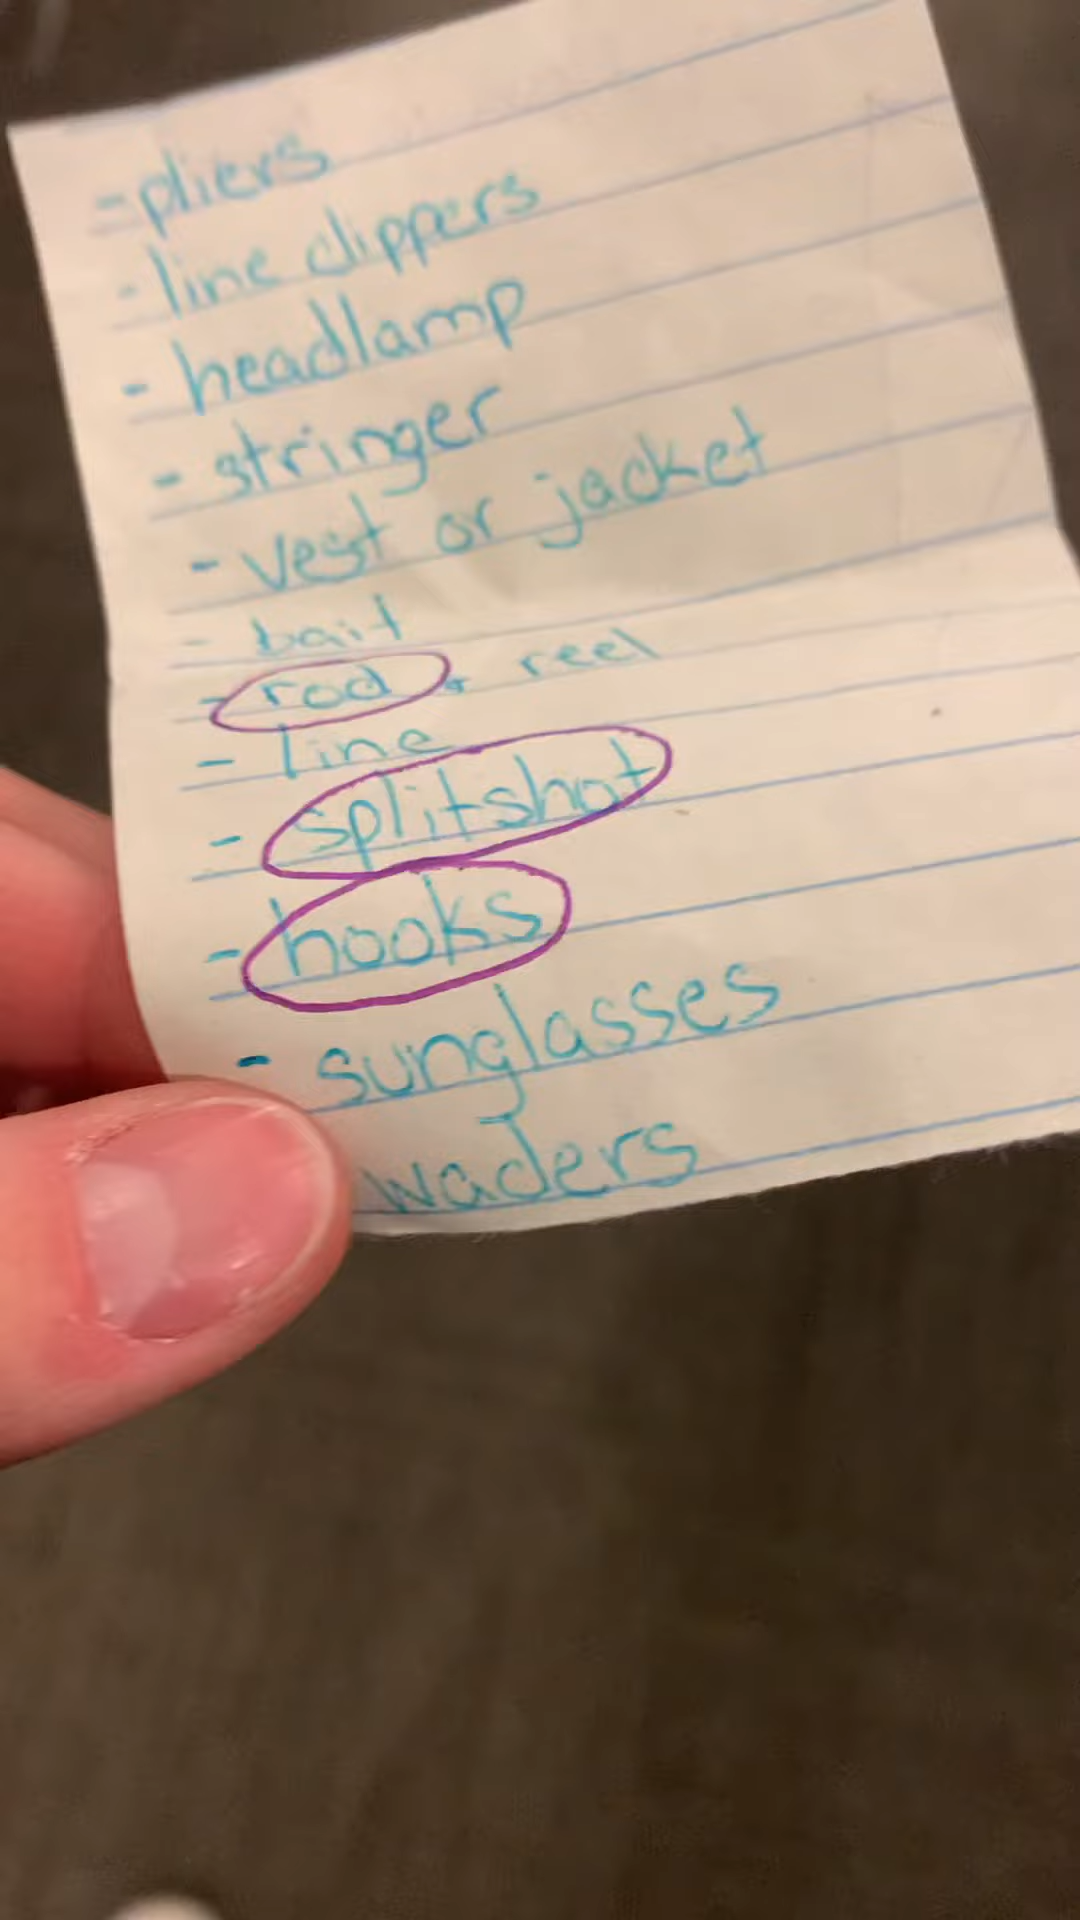 - pliers
- line clippers
- headlamp
- stringer
- vest or jacket
- bait
- rod + reel
- line
- splitshot
- hooks
- sunglasses
waders